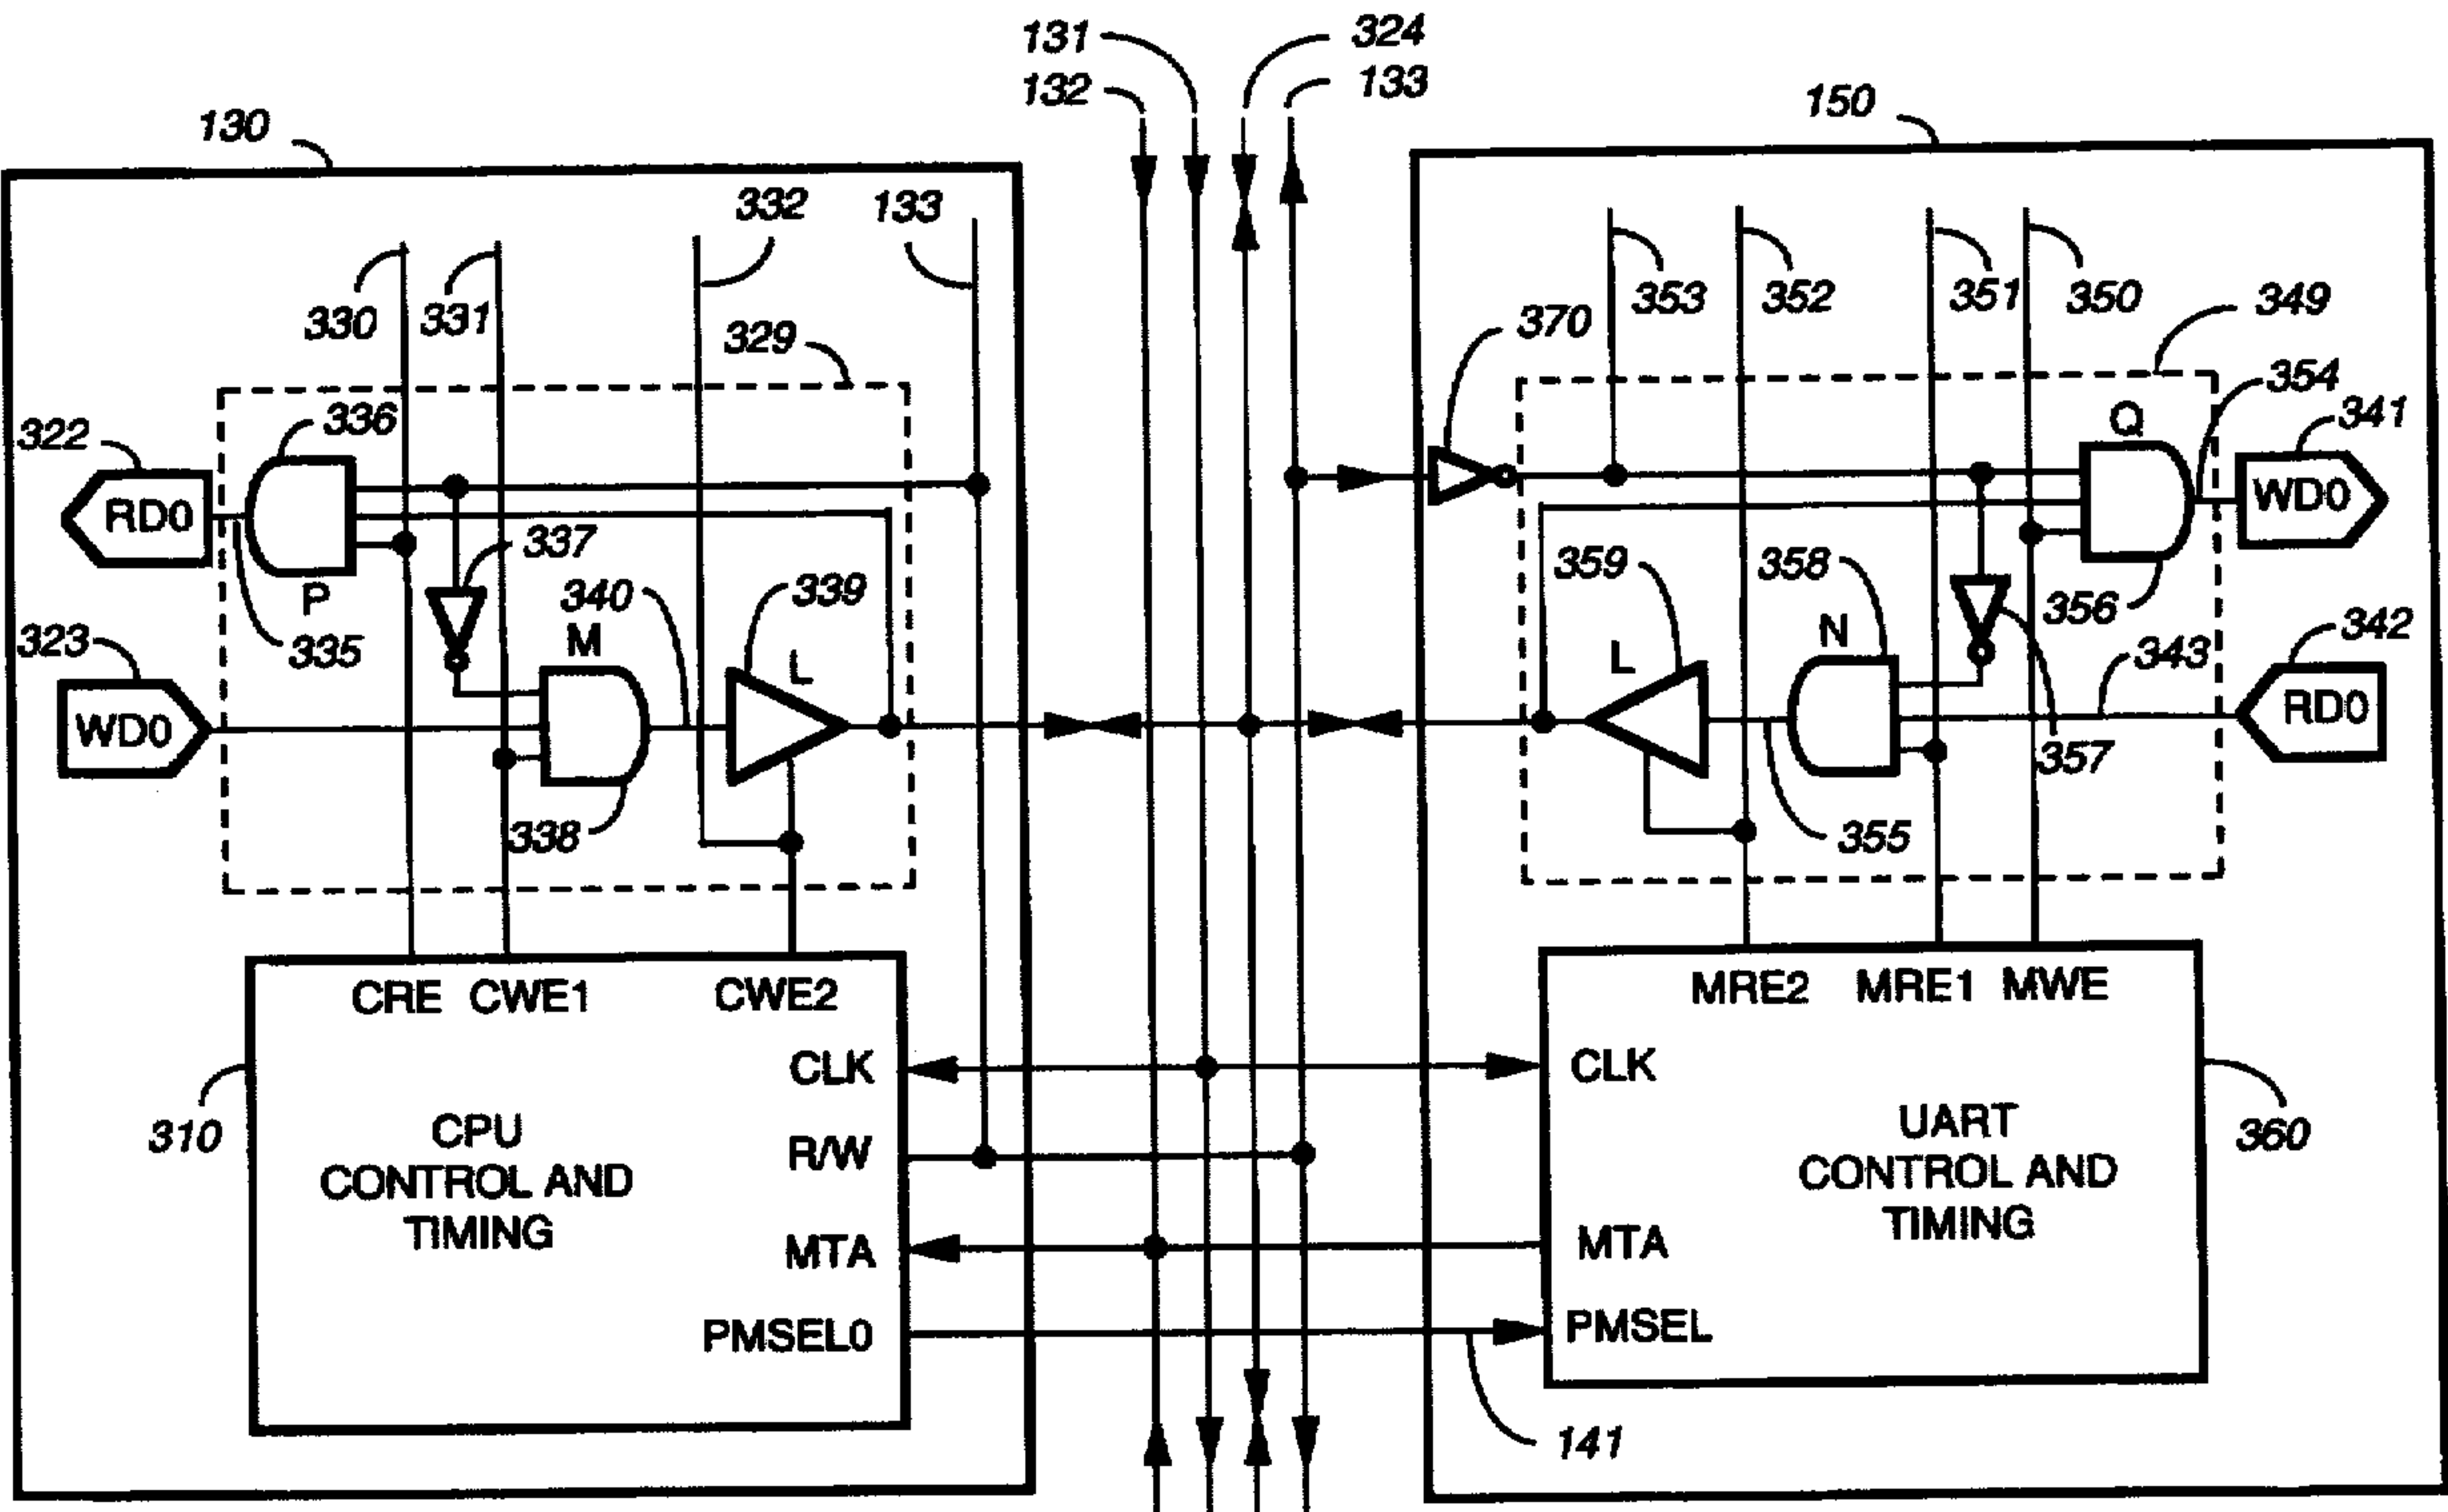 131
324
132
133
130
150
332
133
330
331
329
353
352
351
350
349
370
354
322
336
Q
341
RD0
WD0
337
P
340
339
359
358
356
323
335
M
L
L
N
343
342
WD0
RD0
338
355
357
CRE CWE1 CWE2
MRE2 MRE1 MWE
CLK
CLK
310
CPU
CONTROL AND
TIMING
R/W
UART
CONTROL AND
TIMING
360
MTA
MTA
PMSEL0
PMSEL
141